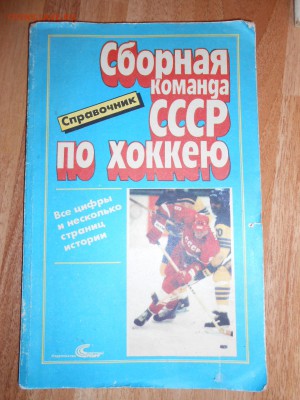 Сборная
команда
Справочник
СССР
по хоккею
Все цифры
и несколько
страниц
истории